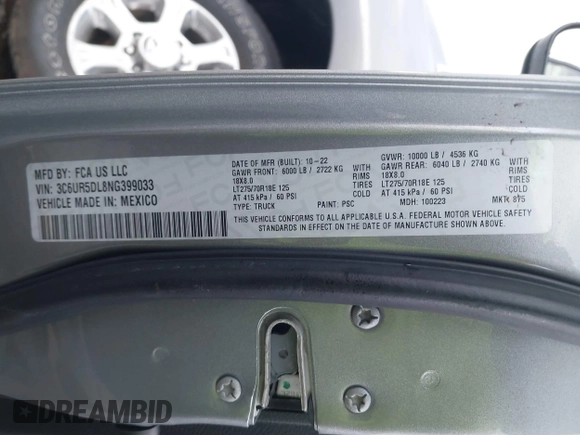 MFD BY: FCA US LLC
VIN: 3C6UR5DL8NG399033
VEHICLE MADE IN: MEXICO
DATE OF MFR (BUILT): 10-22
GAWR FRONT: 6000 LB / 2722 KG
18X8.0 RIMS
LT275/70R18E 125 TIRES
AT 415 kPa / 60 PSI COLD
TYPE: TRUCK
PAINT: PSC
GVWR: 10000 LB / 4536 KG
GAWR REAR: 6040 LB / 2740 KG
18X8.0 RIMS
LT275/70R18E 125 TIRES
AT 415 kPa / 60 PSI COLD
MDH: 100223
MKT: 875
THIS VEHICLE CONFORMS TO ALL APPLICABLE U.S.A. FEDERAL MOTOR VEHICLE SAFETY
STANDARDS IN EFFECT ON THE DATE OF MANUFACTURE SHOWN ABOVE.
DREAMBID